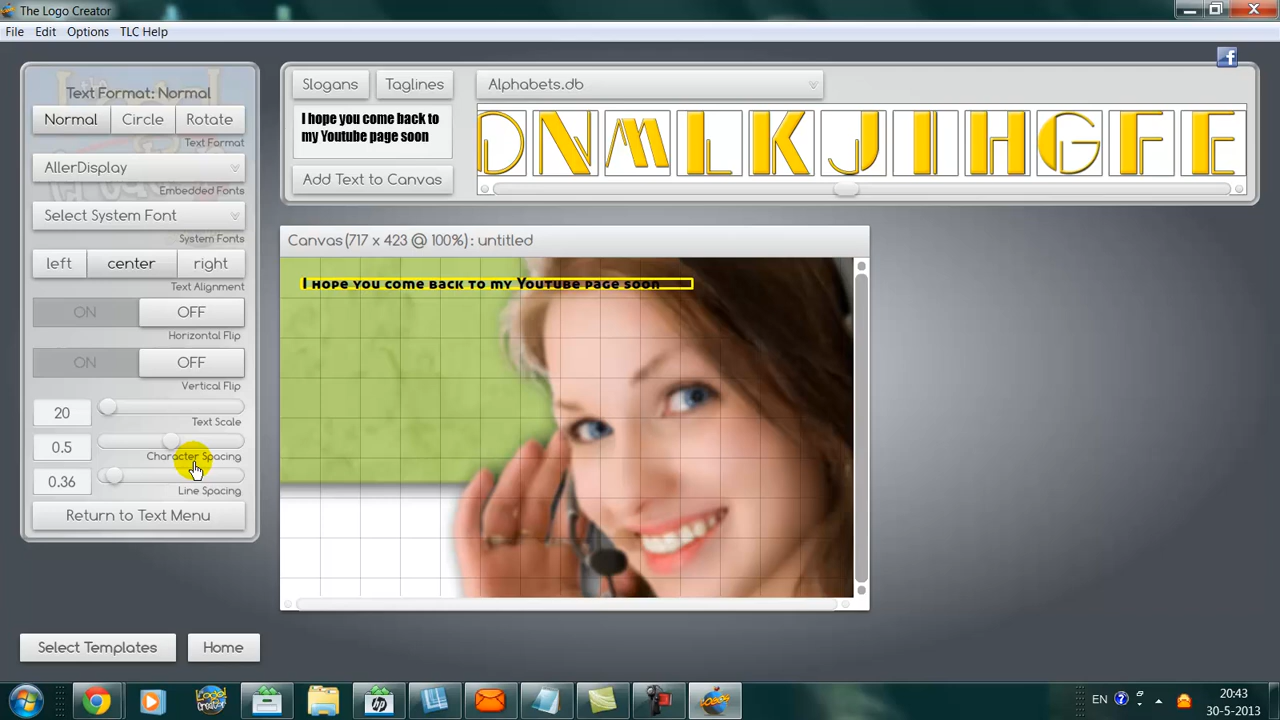 The Logo Creator
File Edit Options TLC Help
Text Format: Normal
Normal Circle Rotate
Text Format
AllerDisplay
Embedded Fonts
Select System Font
System Fonts
left center right
Text Alignment
ON OFF
Horizontal Flip
ON OFF
Vertical Flip
20
Text Scale
0.5
Character Spacing
0.36
Line Spacing
Return to Text Menu
Select Templates Home
Slogans Taglines
I hope you come back to
my Youtube page soon
Add Text to Canvas
Alphabets.db
O N M L K J I H G F E
f
Canvas(717 x 423 @ 100%) : untitled
I hope you come back to my Youtube page soon
EN
20:43
30-5-2013